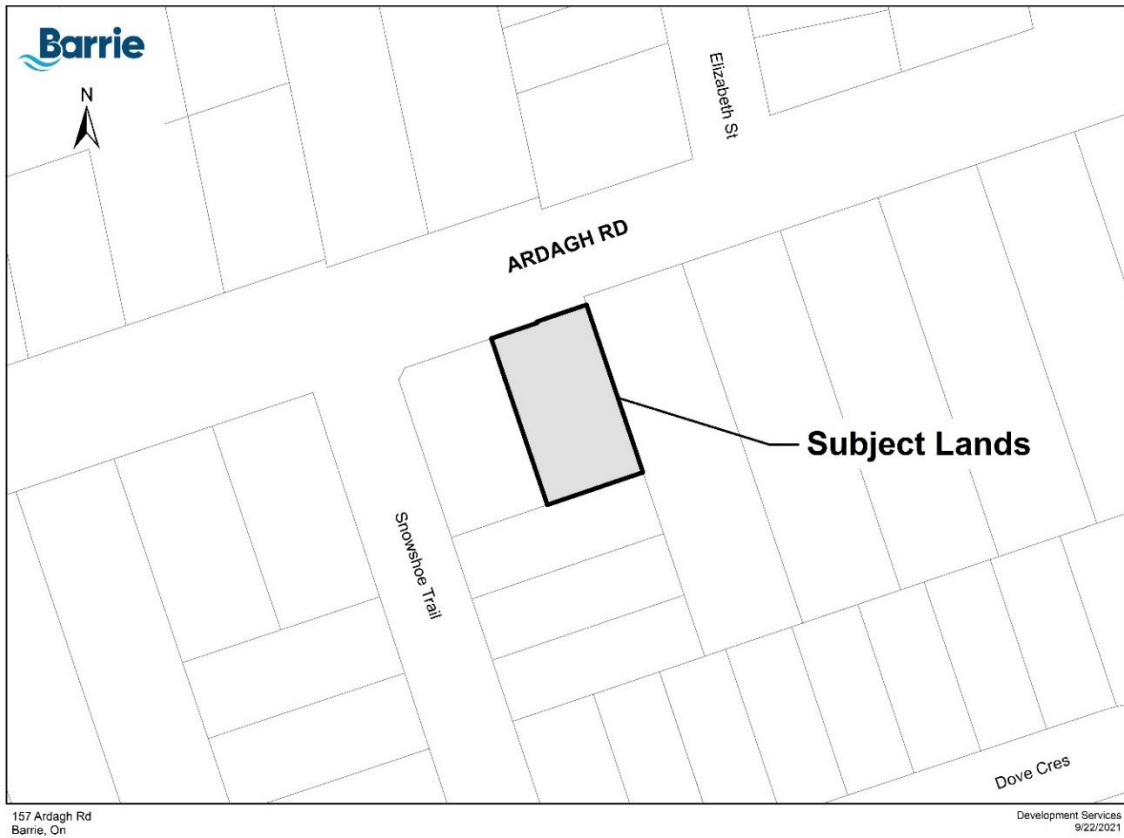 Barrie
N
Elizabeth St
ARDAGH RD
Subject Lands
Snowshoe Trail
Dove Cres
157 Ardagh Rd
Barrie, On
Development Services
9/22/2021